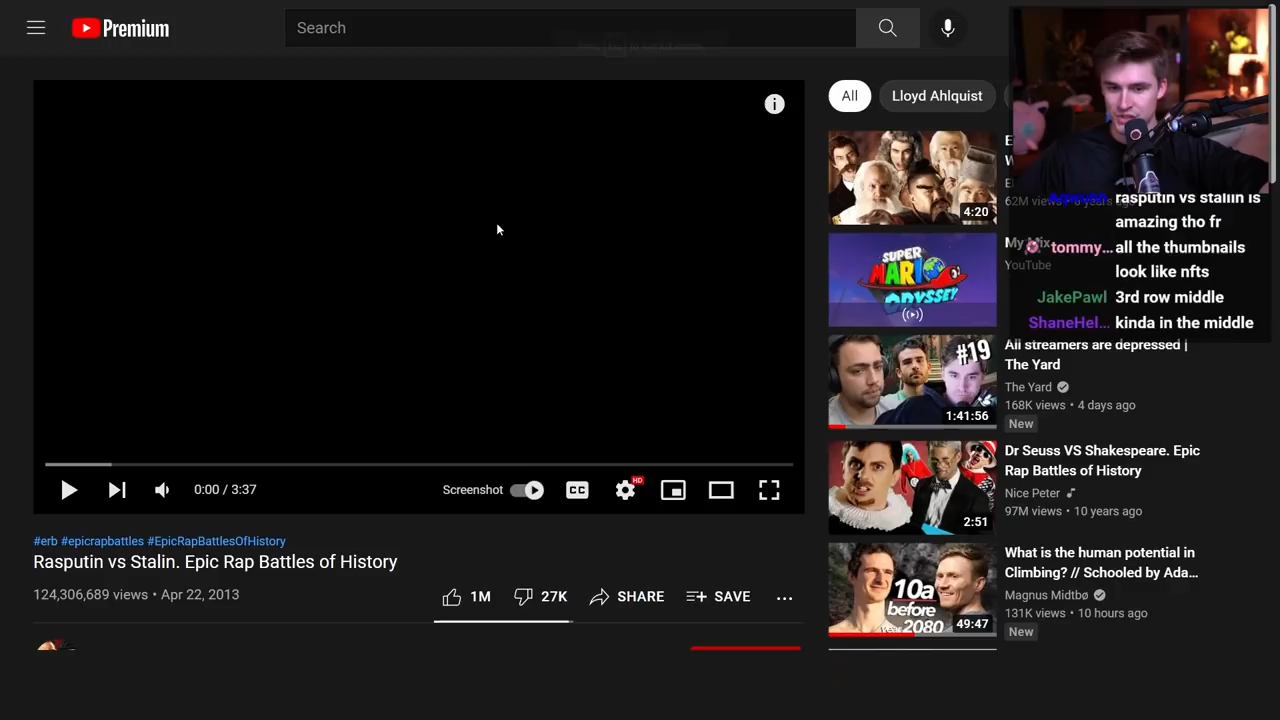 Premium
Search
All
Lloyd Ahlquist
i
0:00 / 3:37
Screenshot
CC
HD
#erb #epicrapbattles #EpicRapBattlesOfHistory
Rasputin vs Stalin. Epic Rap Battles of History
124,306,689 views • Apr 22, 2013
1M
27K
SHARE
SAVE
4:20
62M views
rasputin vs stalin is
amazing tho fr
tommy... all the thumbnails
look like nfts
JakePawl 3rd row middle
ShaneHel... kinda in the middle
SUPER
MARIO
ODYSSEY
My Mix
YouTube
#19
1:41:56
All streamers are depressed |
The Yard
The Yard
168K views • 4 days ago
New
2:51
Dr Seuss VS Shakespeare. Epic
Rap Battles of History
Nice Peter
97M views • 10 years ago
10a
before
year 2080
49:47
What is the human potential in
Climbing? // Schooled by Ada...
Magnus Midtbø
131K views • 10 hours ago
New